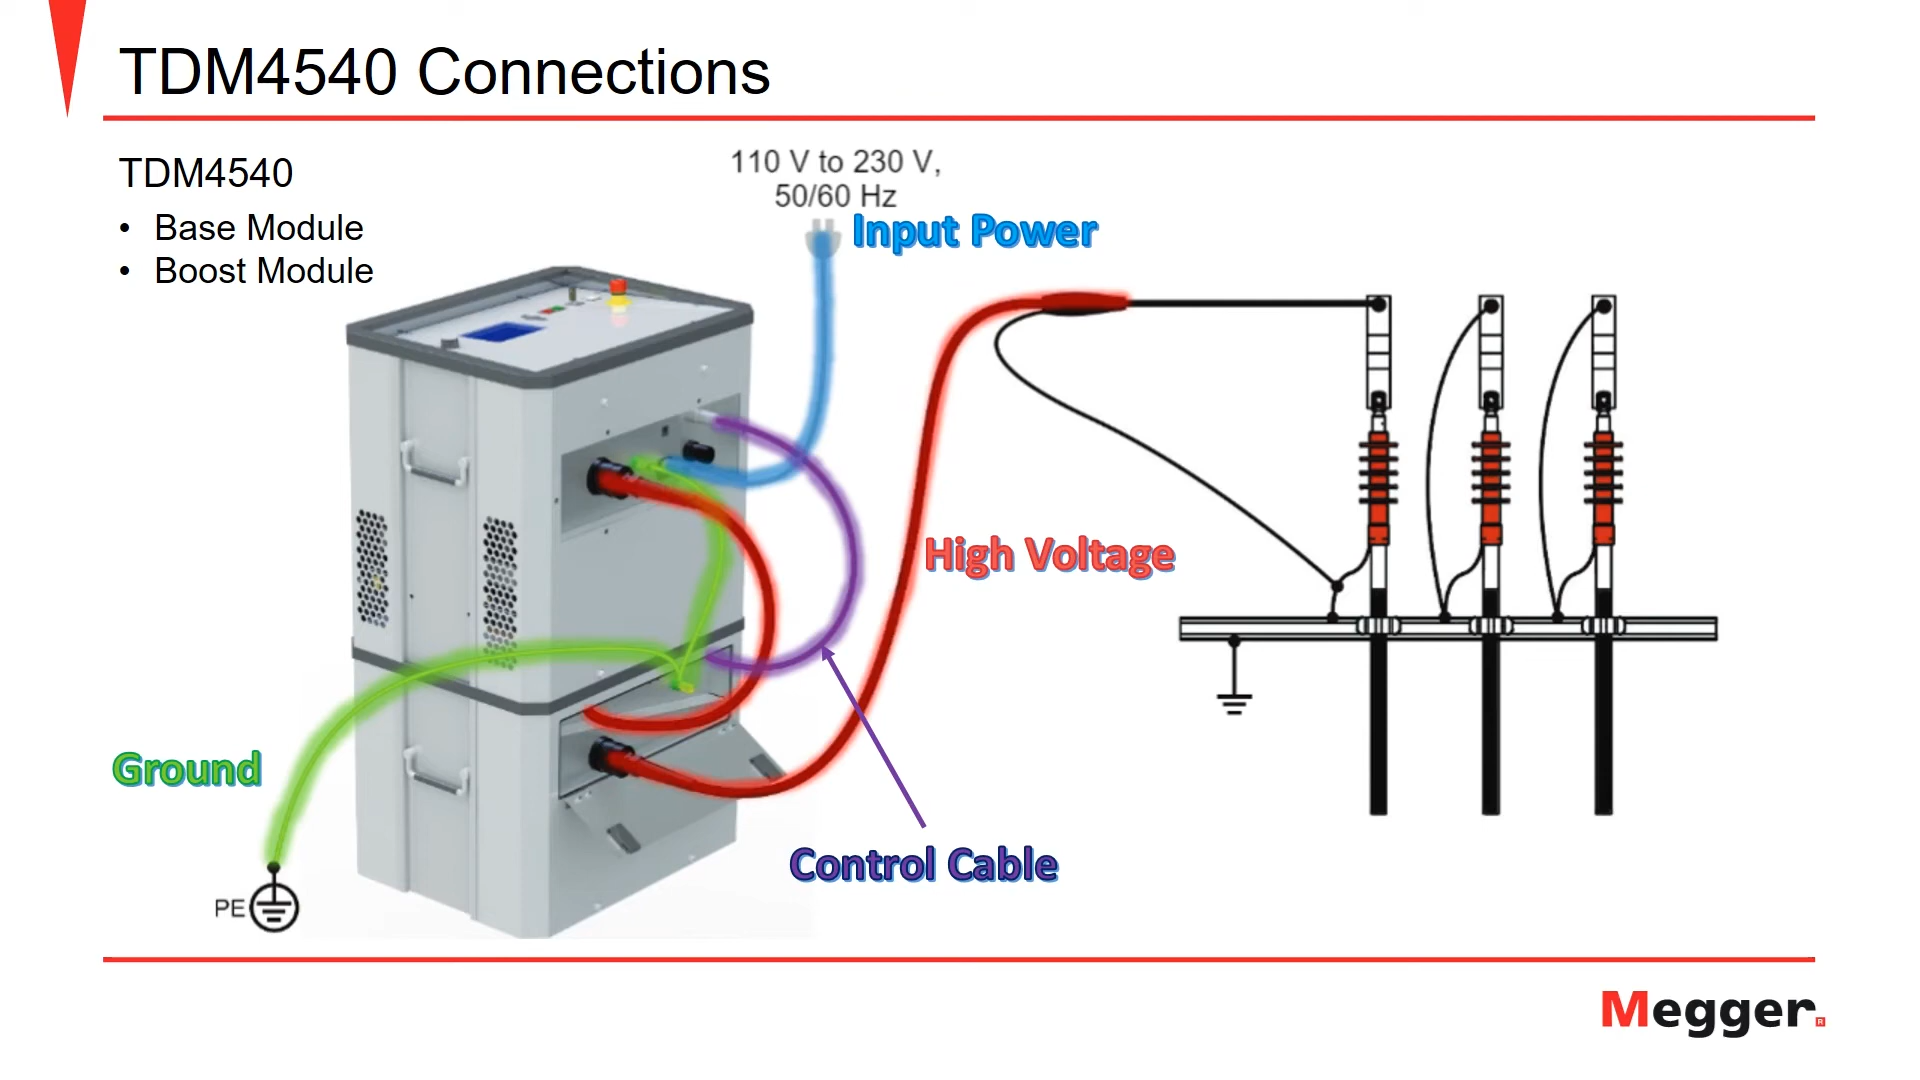 TDM4540 Connections
TDM4540
• Base Module
• Boost Module
110 V to 230 V,
50/60 Hz
Input Power
High Voltage
Ground
Control Cable
PE
Megger.